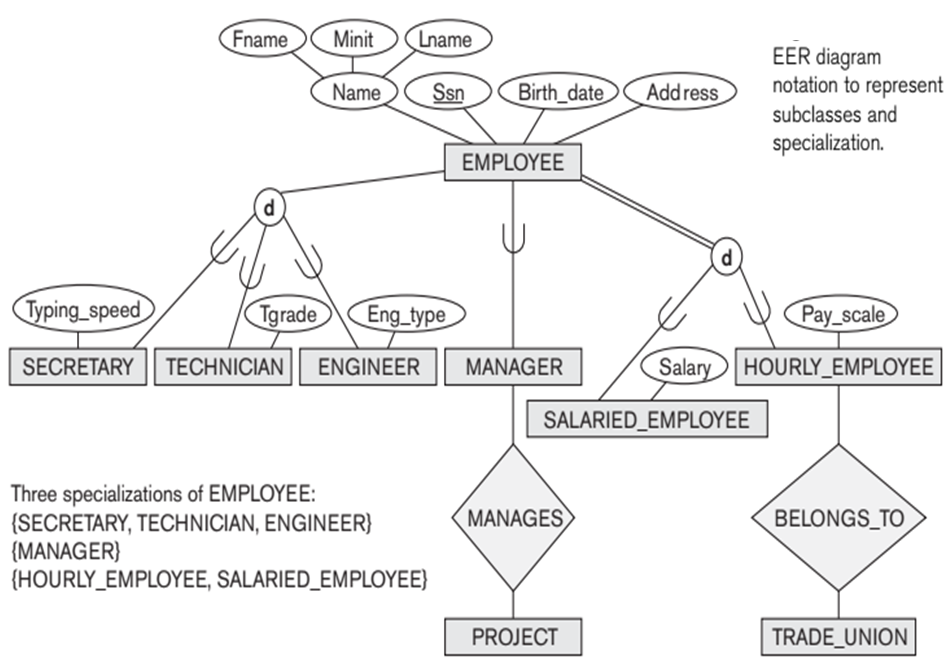 Fname Minit Lname
Name Ssn Birth_date Address
EER diagram
notation to represent
subclasses and
specialization.
EMPLOYEE
d
d
Typing_speed Tgrade Eng_type Pay_scale
SECRETARY TECHNICIAN ENGINEER MANAGER Salary HOURLY_EMPLOYEE
SALARIED_EMPLOYEE
Three specializations of EMPLOYEE:
{SECRETARY, TECHNICIAN, ENGINEER}
{MANAGER}
{HOURLY_EMPLOYEE, SALARIED_EMPLOYEE}
MANAGES BELONGS_TO
PROJECT TRADE_UNION